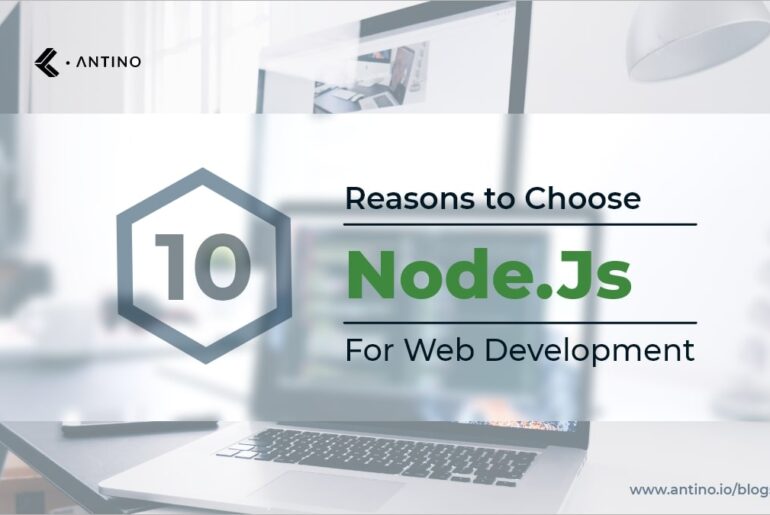 · ANTINO
10
Reasons to Choose
Node.Js
For Web Development
www.antino.io/blog